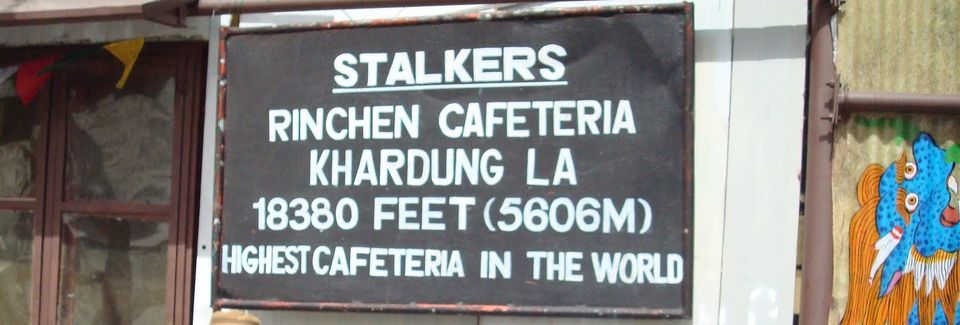 STALKERS
RINCHEN CAFETERIA
KHARDUNG LA
18380 FEET (5606M)
HIGHEST CAFETERIA IN THE WORLD